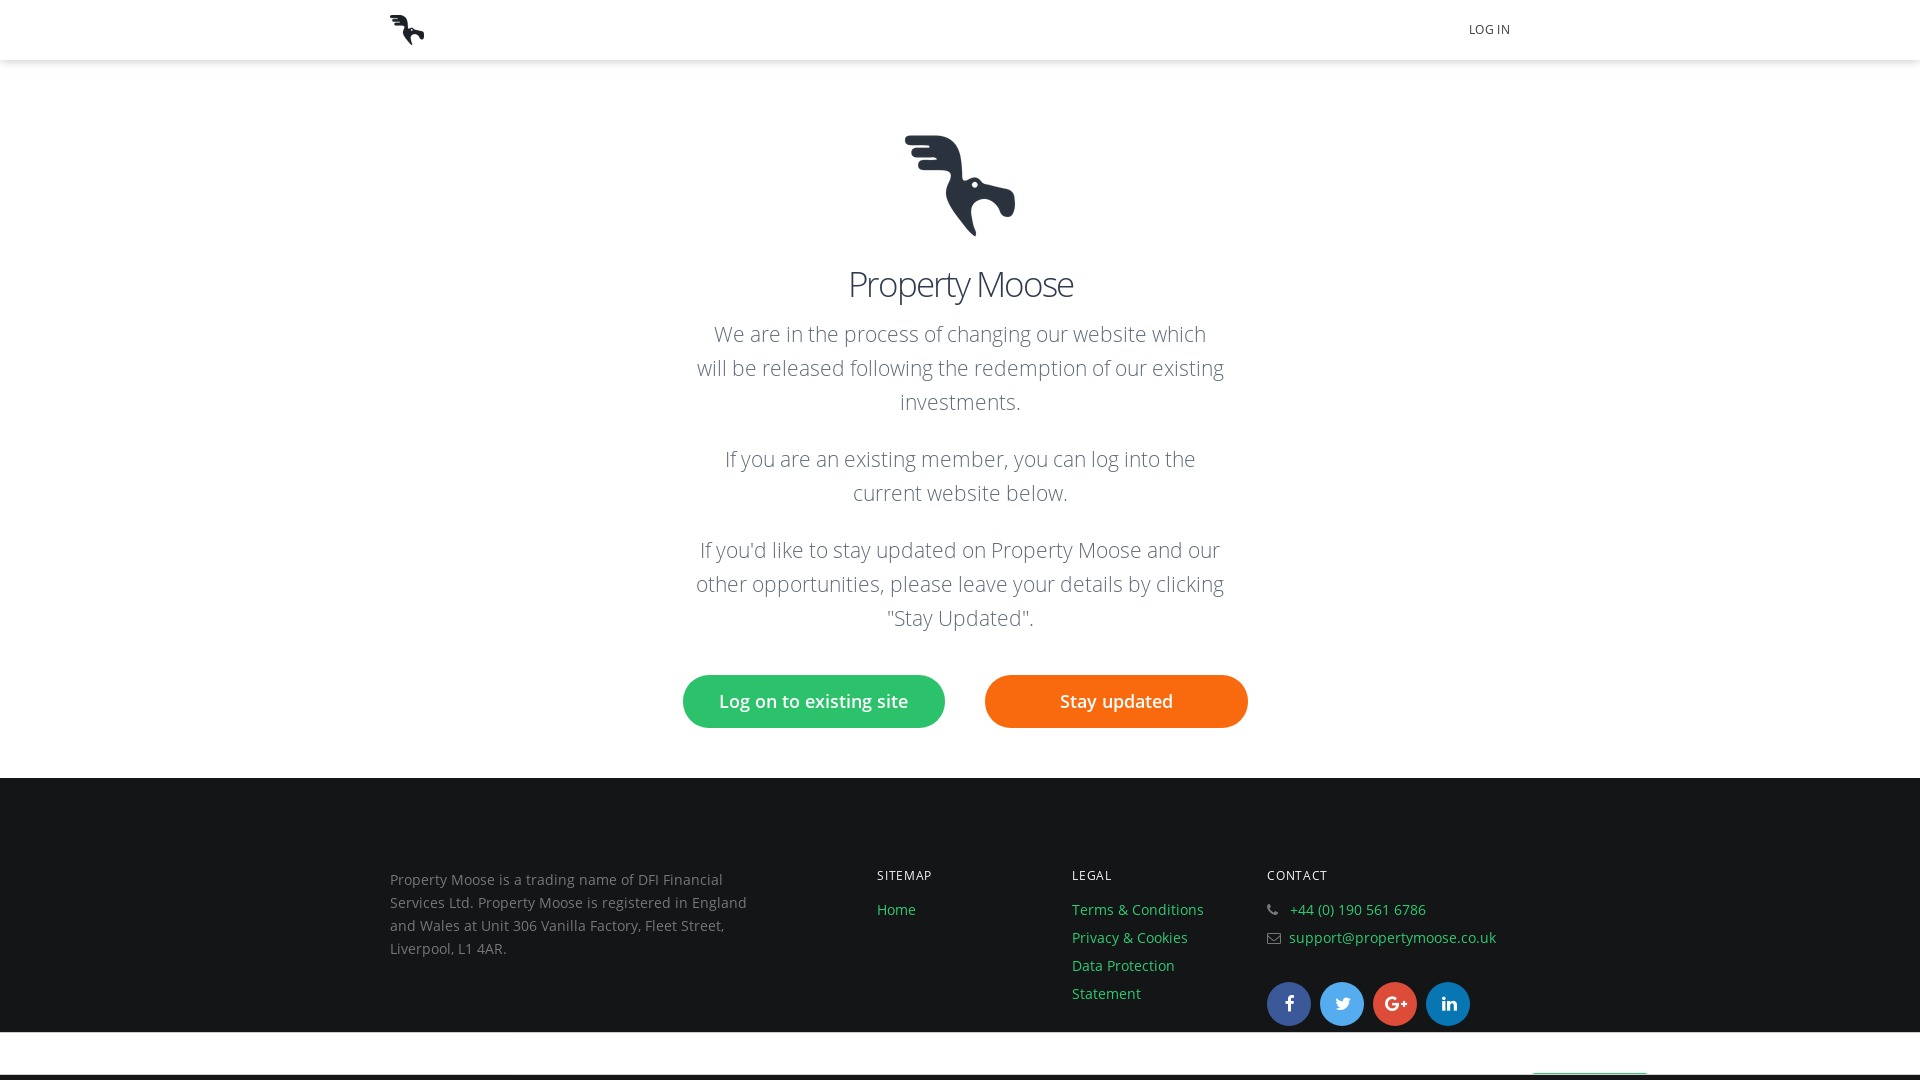 LOG IN
Property Moose
We are in the process of changing our website which
will be released following the redemption of our existing
investments.
If you are an existing member, you can log into the
current website below.
If you'd like to stay updated on Property Moose and our
other opportunities, please leave your details by clicking
"Stay Updated".
Log on to existing site
Stay updated
Property Moose is a trading name of DFI Financial
Services Ltd. Property Moose is registered in England
and Wales at Unit 306 Vanilla Factory, Fleet Street,
Liverpool, L1 4AR.
SITEMAP
Home
LEGAL
Terms & Conditions
Privacy & Cookies
Data Protection
Statement
CONTACT
+44 (0) 190 561 6786
support@propertymoose.co.uk